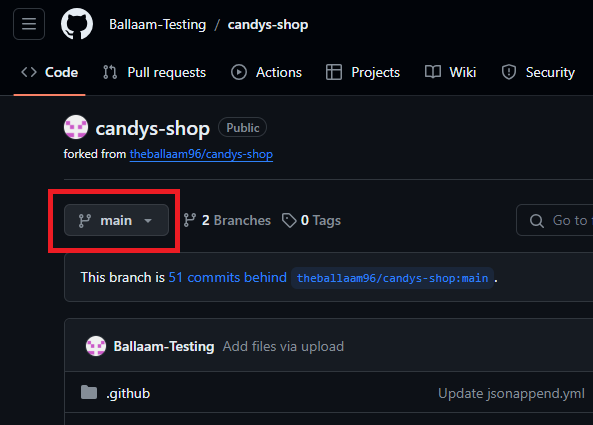 Ballaam-Testing / candys-shop
Code Pull requests Actions Projects Wiki Security
candys-shop Public
forked from theballaam96/candys-shop
main 2 Branches 0 Tags Go to
This branch is 51 commits behind theballaam96/candys-shop:main.
Ballaam-Testing Add files via upload
.github Update jsonappend.yml